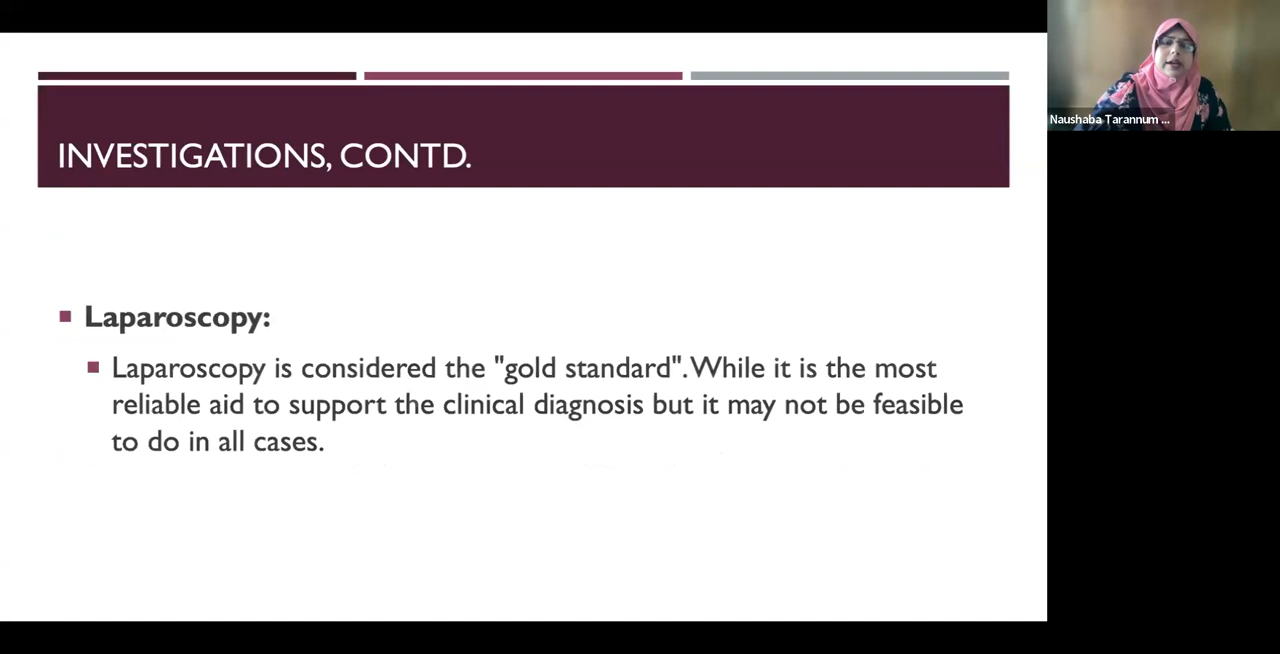 INVESTIGATIONS, CONTD.
Laparoscopy:
Laparoscopy is considered the "gold standard". While it is the most
reliable aid to support the clinical diagnosis but it may not be feasible
to do in all cases.
Naushaba Tarannum ...